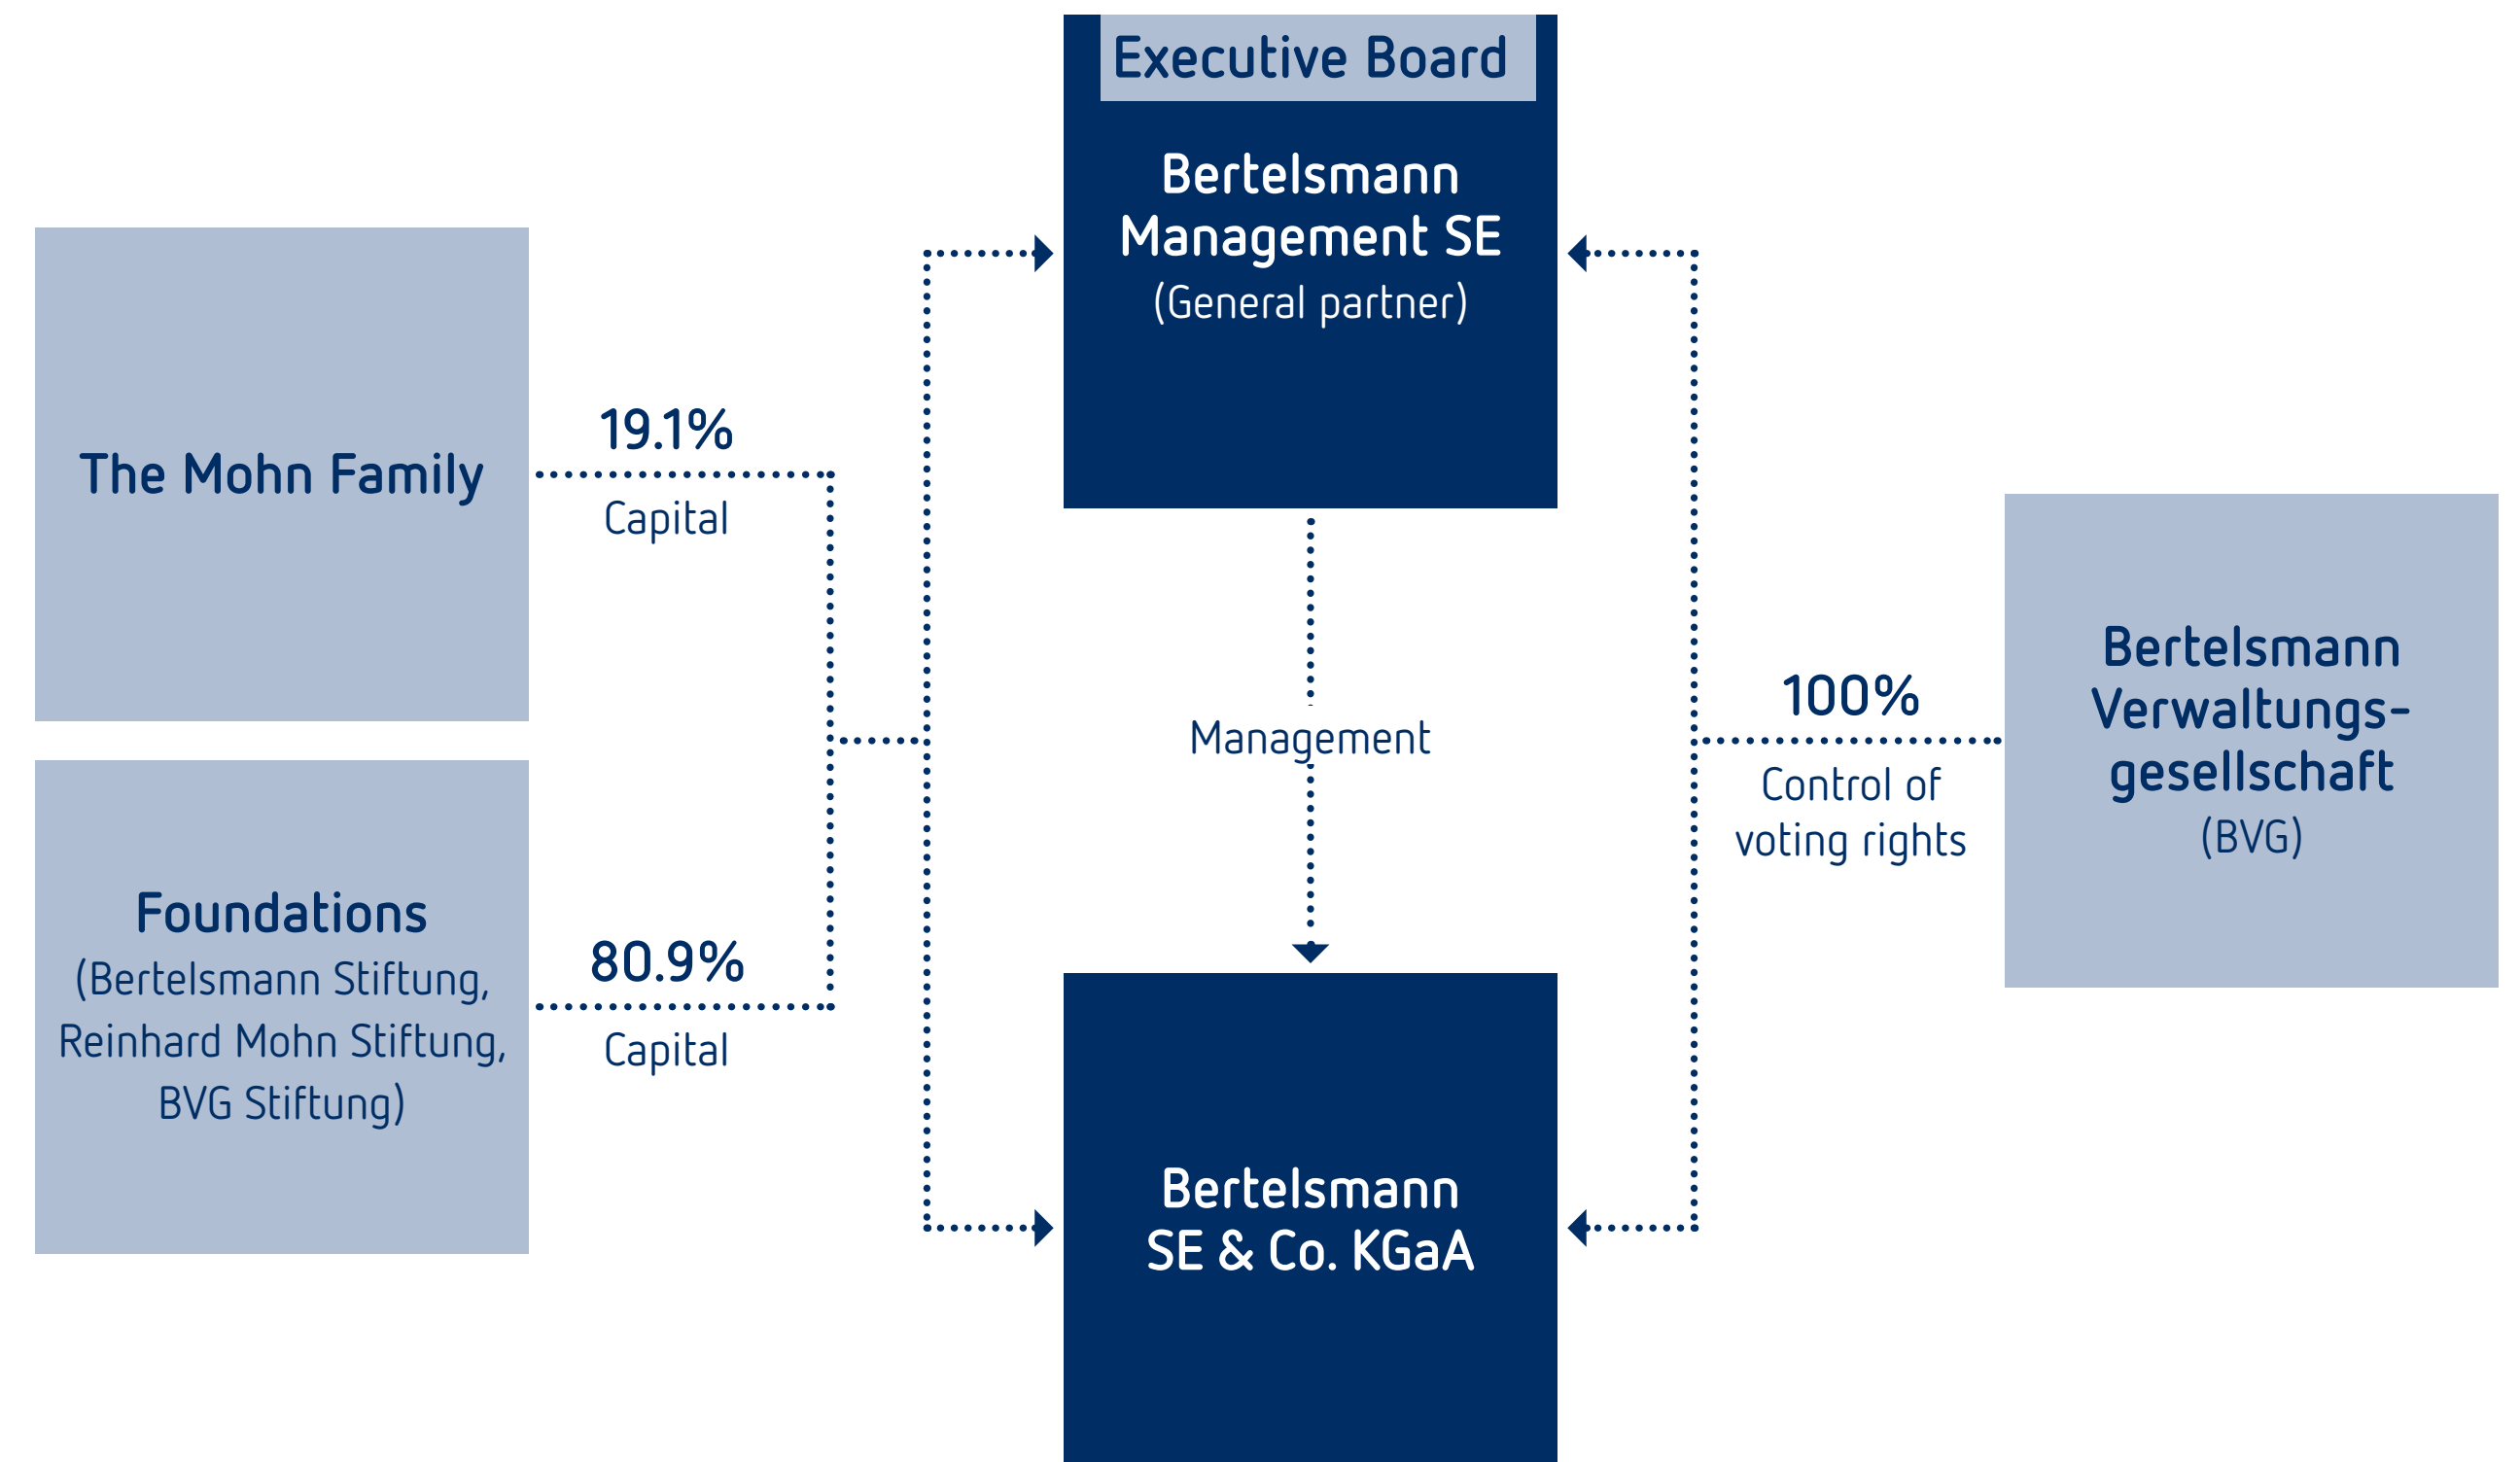 Executive Board
Bertelsmann
Management SE
(General partner)
The Mohn Family
19.1%
Capital
Foundations
(Bertelsmann Stiftung,
Reinhard Mohn Stiftung,
BVG Stiftung)
80.9%
Capital
Management
Bertelsmann
SE & Co. KGaA
100%
Control of
voting rights
Bertelsmann
Verwaltungs-
gesellschaft
(BVG)